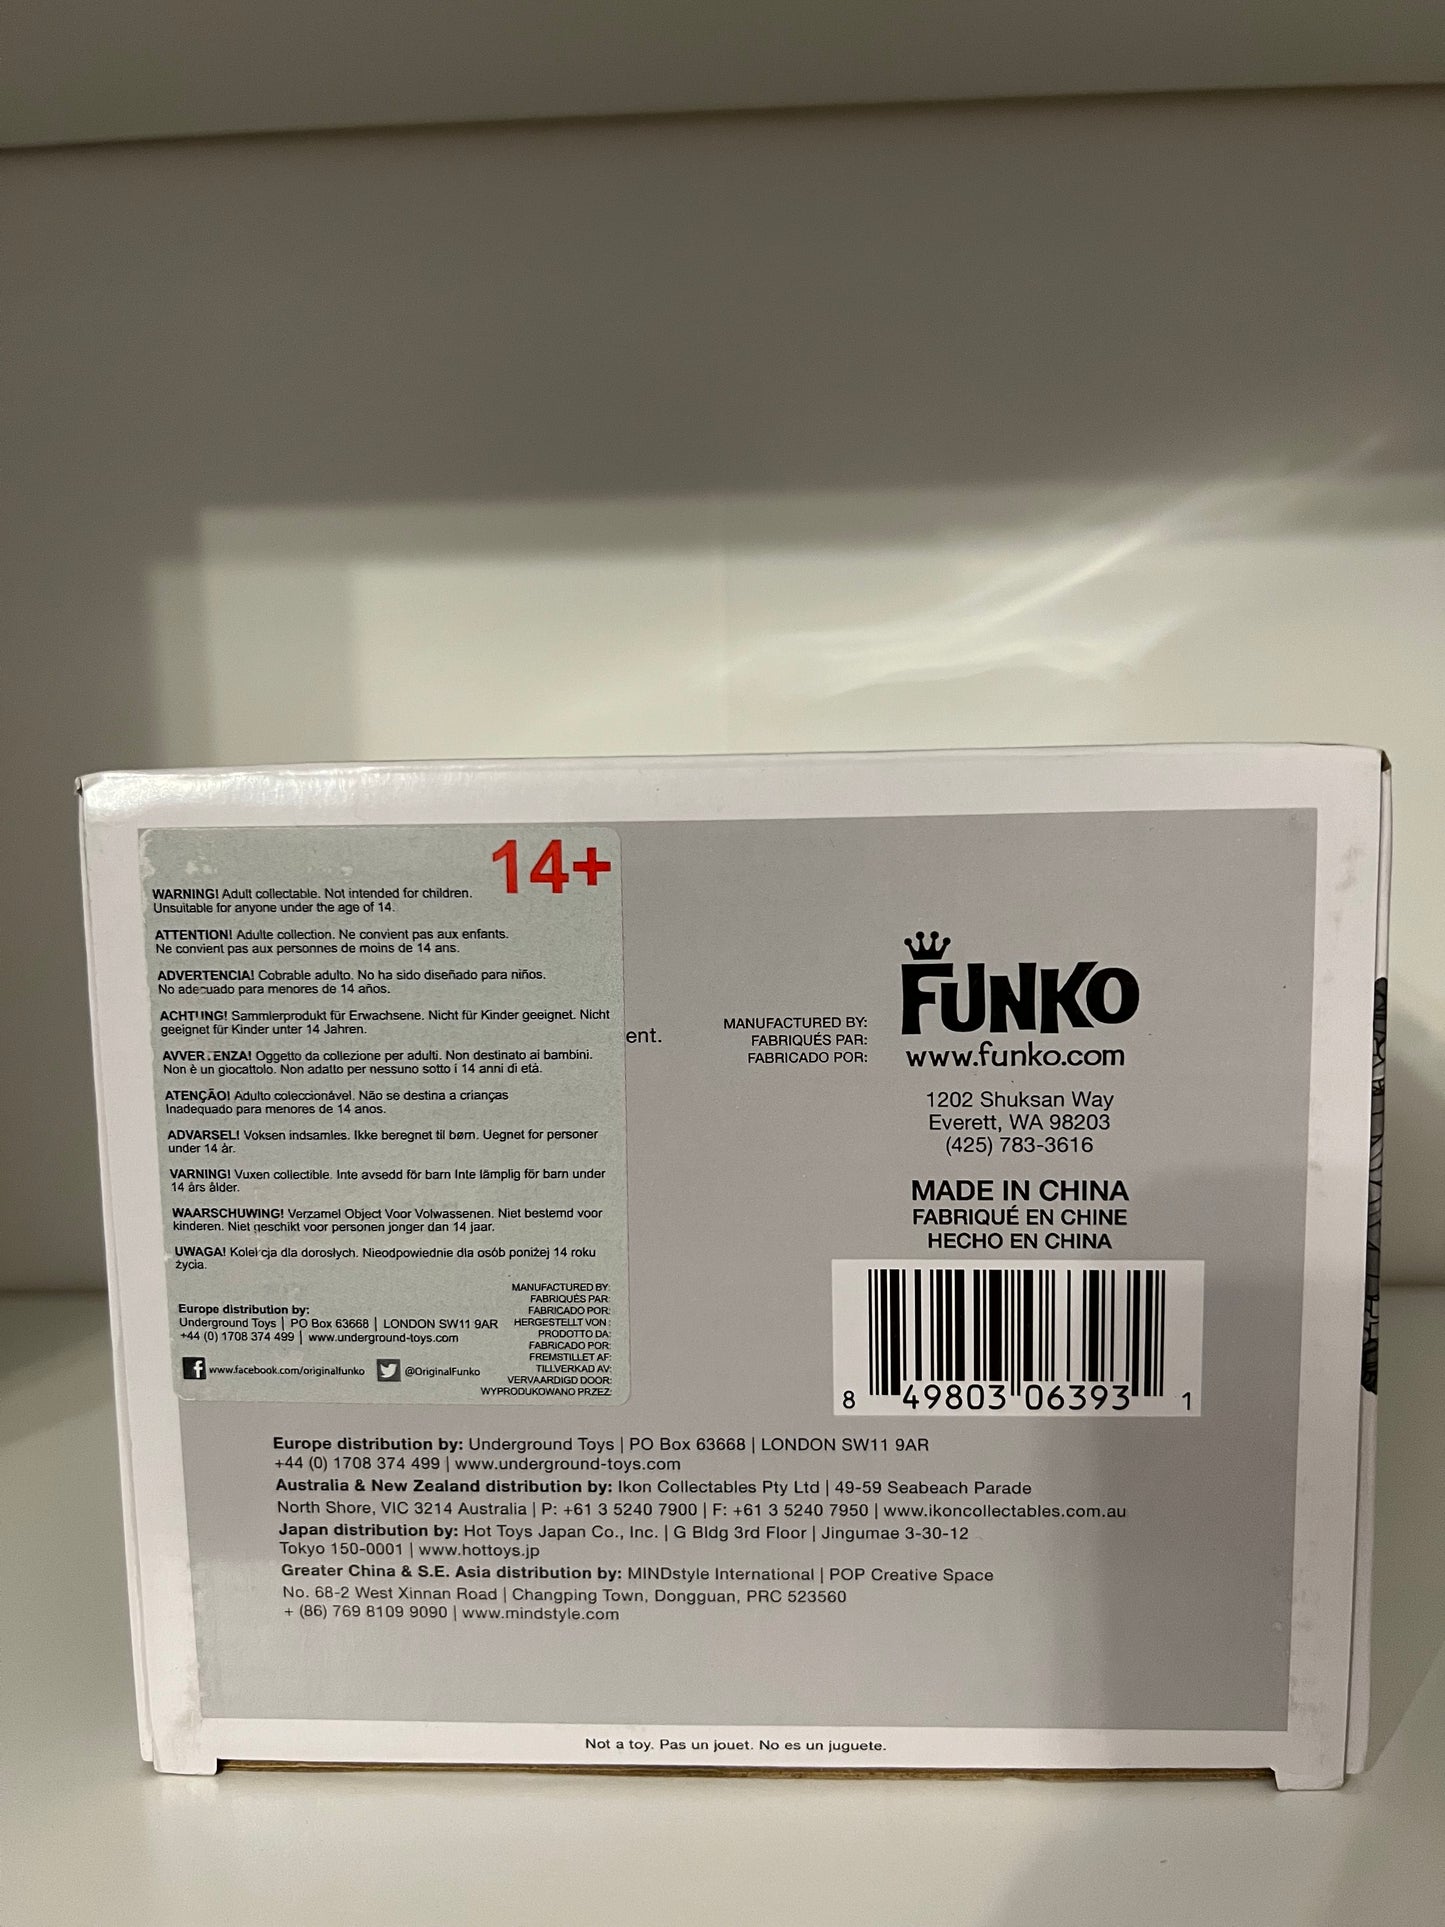 14+
WARNING! Adult collectable. Not intended for children.
Unsuitable for anyone under the age of 14.
ATTENTION! Adulte collection. Ne convient pas aux enfants.
Ne convient pas aux personnes de moins de 14 ans.
ADVERTENCIA! Cobrable adulto. No ha sido diseñado para niños.
No adecuado para menores de 14 años.
ACHTUNG! Sammlerprodukt für Erwachsene. Nicht für Kinder geeignet. Nicht
geeignet für Kinder unter 14 Jahren.
AVVERTENZA! Oggetto da collezione per adulti. Non destinato ai bambini.
Non è un giocattolo. Non adatto per nessuno sotto i 14 anni di età.
ATENÇÃO! Adulto coleccionável. Não se destina a crianças
Inadequado para menores de 14 anos.
ADVARSEL! Voksen indsamles. Ikke beregnet til børn. Uegnet for personer
under 14 år.
VARNING! Vuxen collectible. Inte avsedd för barn Inte lämplig för barn under
14 års ålder.
WAARSCHUWING! Verzamel Object Voor Volwassenen. Niet bestemd voor
kinderen. Niet geschikt voor personen jonger dan 14 jaar.
UWAGA! Kolekcja dla dorosłych. Nieodpowiednie dla osób poniżej 14 roku
życia.
Europe distribution by:
Underground Toys | PO Box 63668 | LONDON SW11 9AR
+44 (0) 1708 374 499 | www.underground-toys.com
www.facebook.com/originalfunko @OriginalFunko
MANUFACTURED BY:
FABRIQUÉS PAR:
FABRICADO POR:
HERGESTELLT VON :
PRODOTTO DA:
FABRICADO POR:
FREMSTILLET AF:
TILLVERKAD AV:
VERVAARDIGD DOOR:
WYPRODUKOWANO PRZEZ:
ent.
MANUFACTURED BY:
FABRIQUÉS PAR:
FABRICADO POR:
FUNKO
www.funko.com
1202 Shuksan Way
Everett, WA 98203
(425) 783-3616
MADE IN CHINA
FABRIQUÉ EN CHINE
HECHO EN CHINA
8 49803 06393 1
Europe distribution by: Underground Toys | PO Box 63668 | LONDON SW11 9AR
+44 (0) 1708 374 499 | www.underground-toys.com
Australia & New Zealand distribution by: Ikon Collectables Pty Ltd | 49-59 Seabeach Parade
North Shore, VIC 3214 Australia | P: +61 3 5240 7900 | F: +61 3 5240 7950 | www.ikoncollectables.com.au
Japan distribution by: Hot Toys Japan Co., Inc. | G Bldg 3rd Floor | Jingumae 3-30-12
Tokyo 150-0001 | www.hottoys.jp
Greater China & S.E. Asia distribution by: MINDstyle International | POP Creative Space
No. 68-2 West Xinnan Road | Changping Town, Dongguan, PRC 523560
+ (86) 769 8109 9090 | www.mindstyle.com
Not a toy. Pas un jouet. No es un juguete.